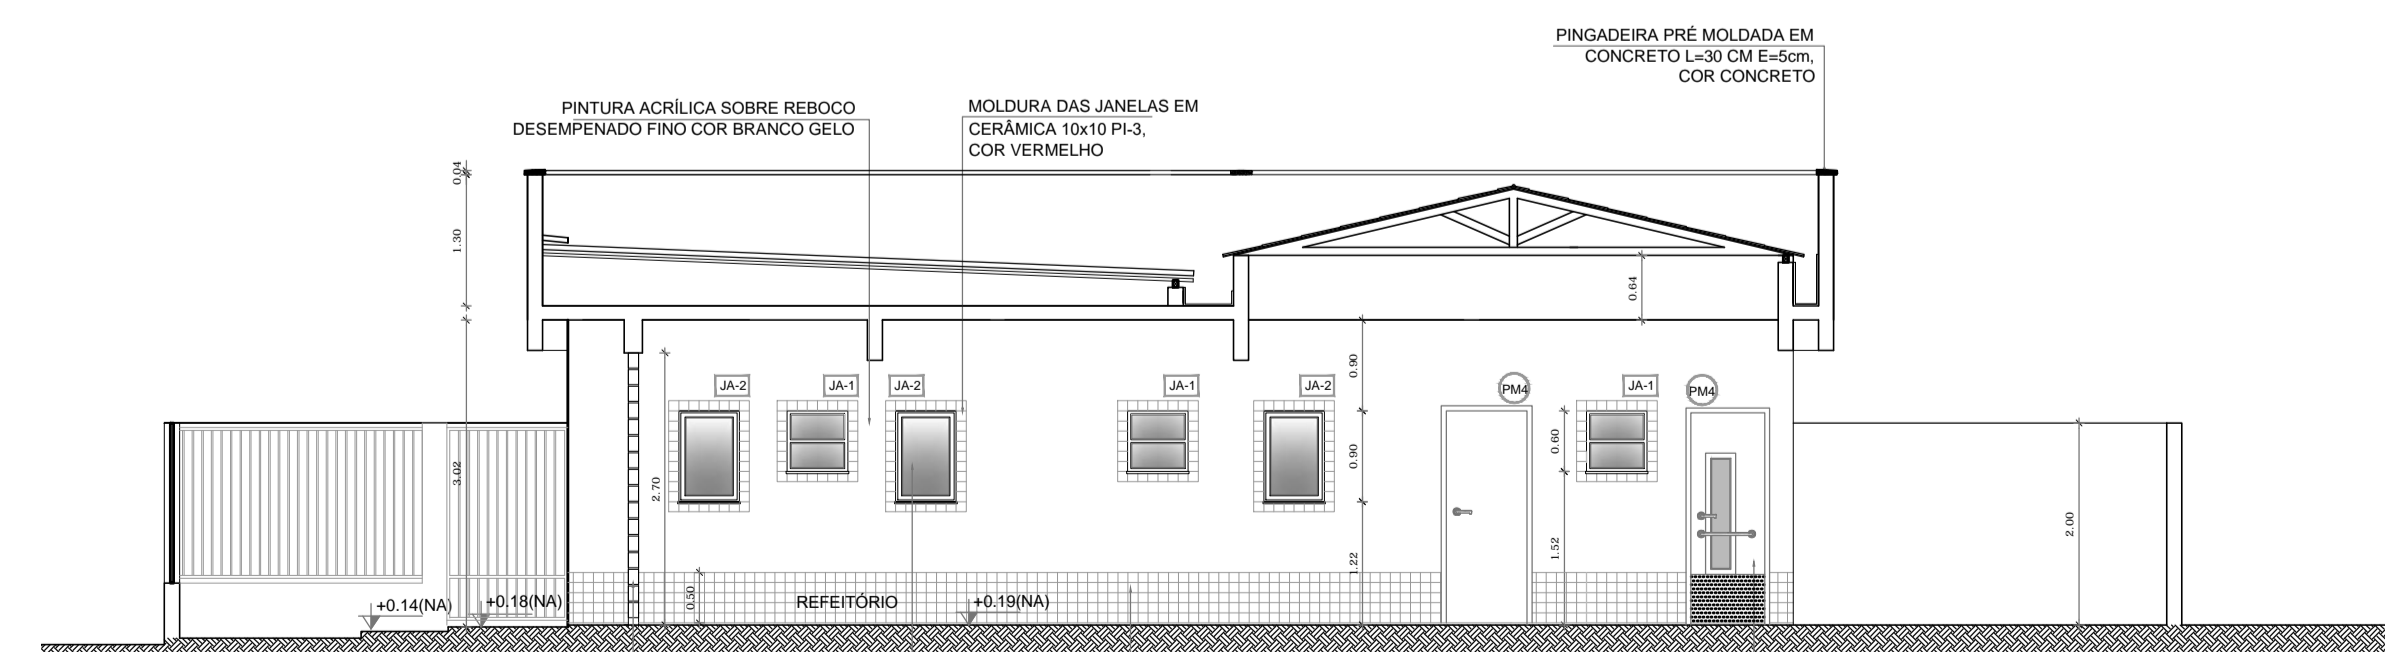 PINGADEIRA PRÉ MOLDADA EM
CONCRETO L=30 CM E=5cm,
COR CONCRETO
PINTURA ACRÍLICA SOBRE REBOCO
DESEMPENADO FINO COR BRANCO GELO
MOLDURA DAS JANELAS EM
CERÂMICA 10x10 PI-3,
COR VERMELHO
0.04
1.30
0.64
3.02
2.70
0.90
0.90
1.22
0.60
1.52
2.00
0.50
JA-2
JA-1
JA-2
JA-1
JA-2
PM4
JA-1
PM4
+0.14(NA)
+0.18(NA)
REFEITÓRIO
+0.19(NA)